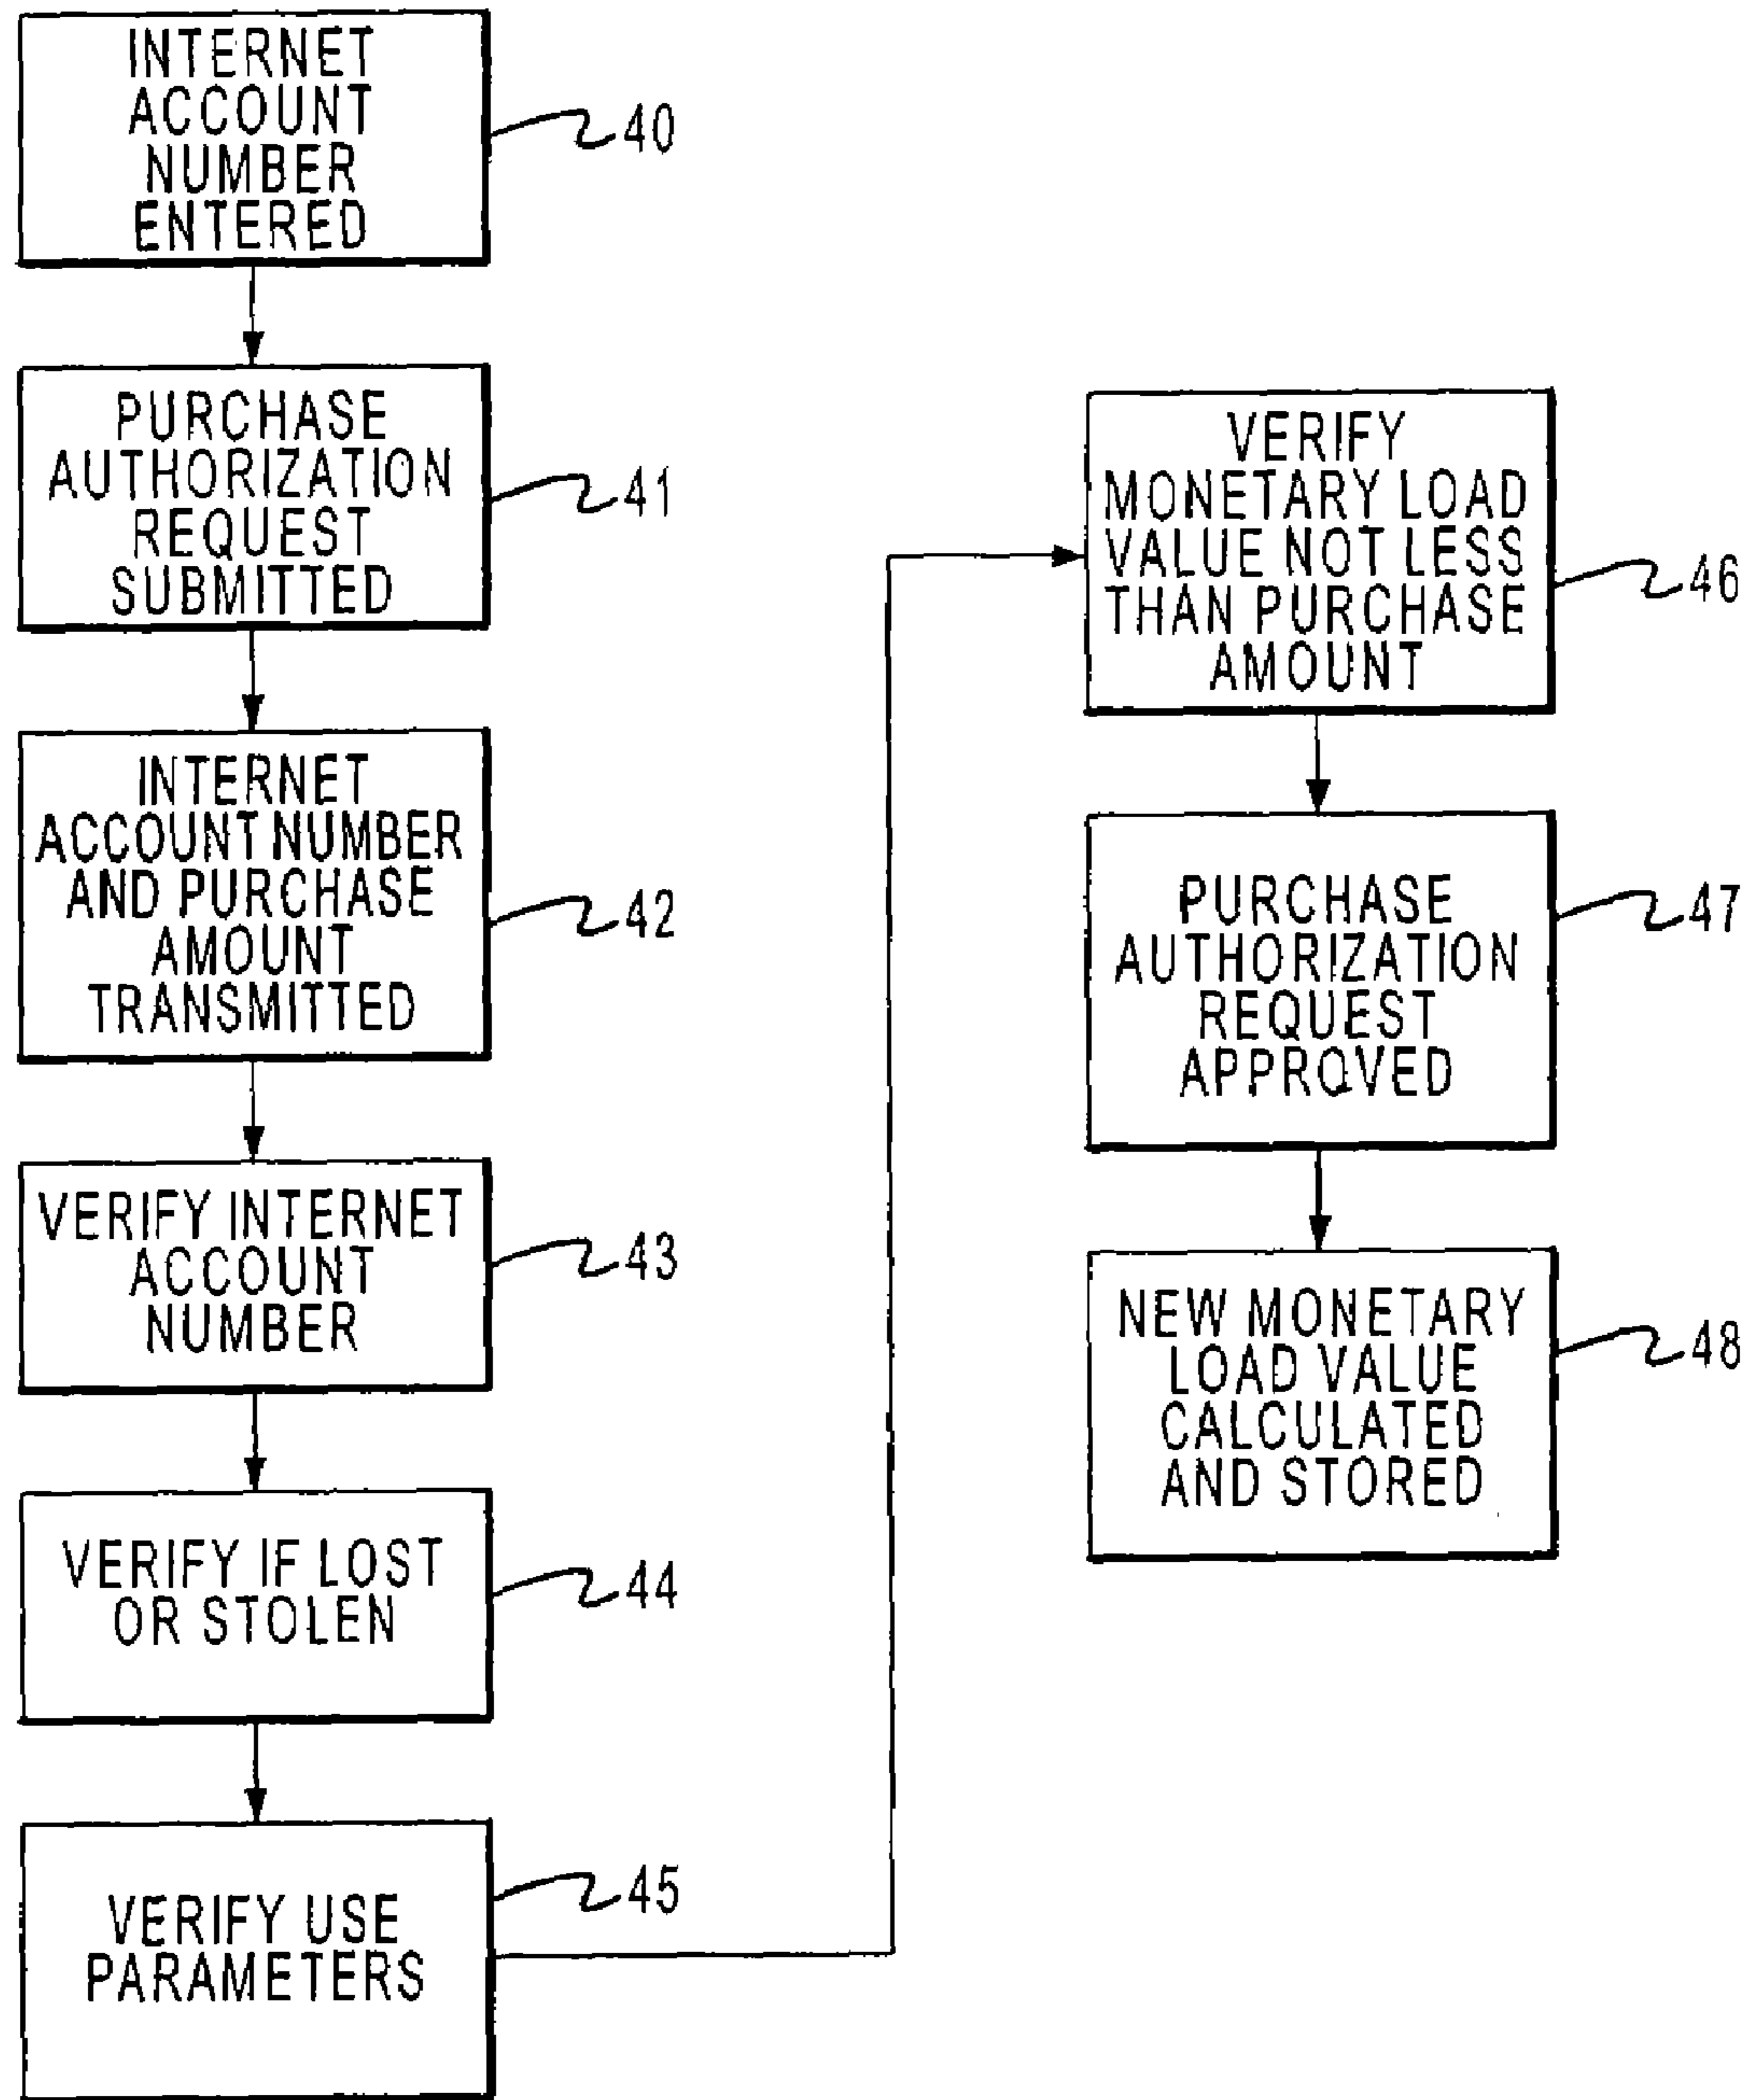 INTERNET
ACCOUNT
NUMBER
ENTERED
40
PURCHASE
AUTHORIZATION
REQUEST
SUBMITTED
41
INTERNET
ACCOUNT NUMBER
AND PURCHASE
AMOUNT
TRANSMITTED
42
VERIFY INTERNET
ACCOUNT
NUMBER
43
VERIFY IF LOST
OR STOLEN
44
VERIFY USE
PARAMETERS
45
VERIFY
MONETARY LOAD
VALUE NOT LESS
THAN PURCHASE
AMOUNT
46
PURCHASE
AUTHORIZATION
REQUEST
APPROVED
47
NEW MONETARY
LOAD VALUE
CALCULATED
AND STORED
48